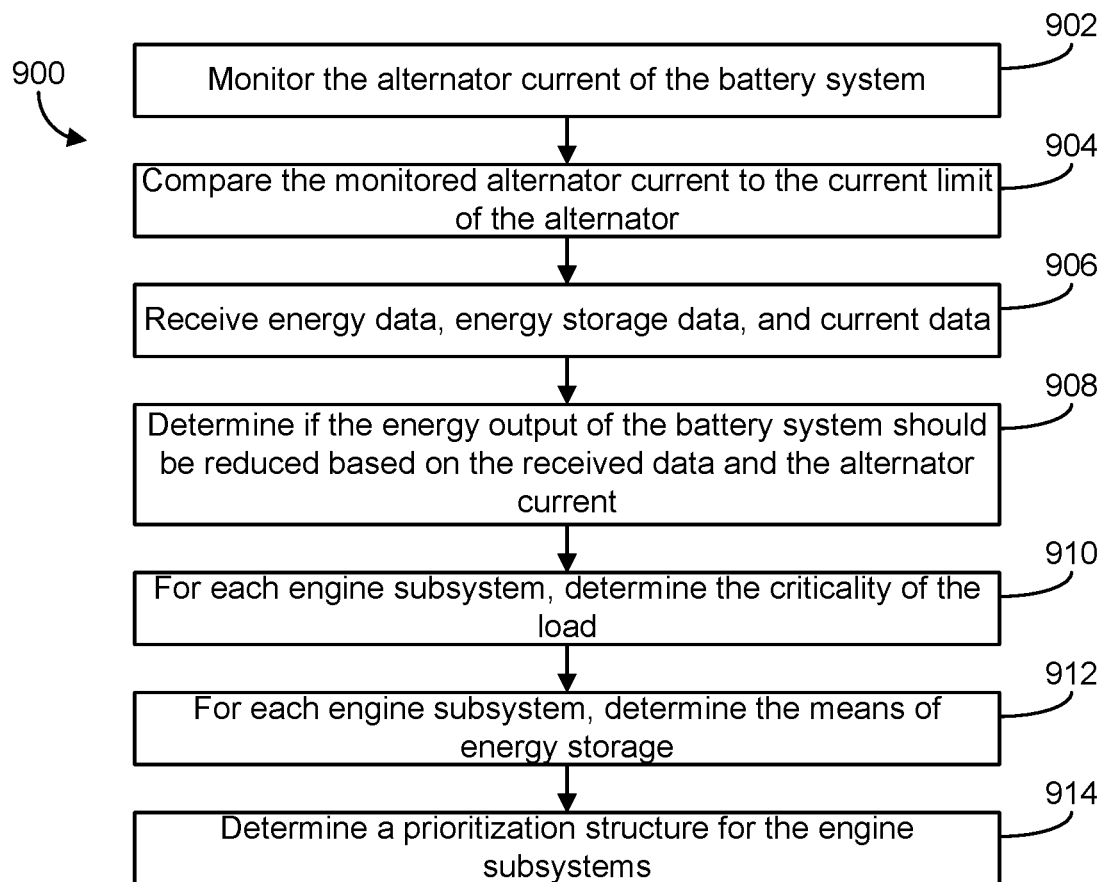 902
900
Monitor the alternator current of the battery system
904
Compare the monitored alternator current to the current limit
of the alternator
906
Receive energy data, energy storage data, and current data
908
Determine if the energy output of the battery system should
be reduced based on the received data and the alternator
current
910
For each engine subsystem, determine the criticality of the
load
912
For each engine subsystem, determine the means of
energy storage
914
Determine a prioritization structure for the engine
subsystems